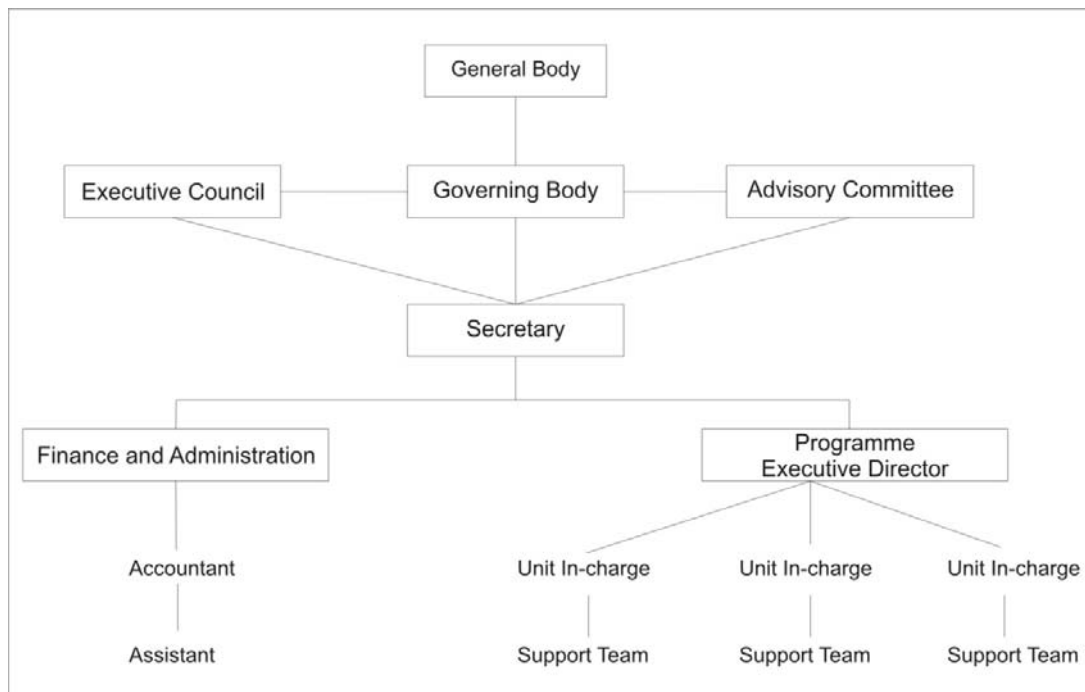 General Body
Executive Council
Governing Body
Advisory Committee
Secretary
Finance and Administration
Programme
Executive Director
Accountant
Unit In-charge
Unit In-charge
Unit In-charge
Assistant
Support Team
Support Team
Support Team